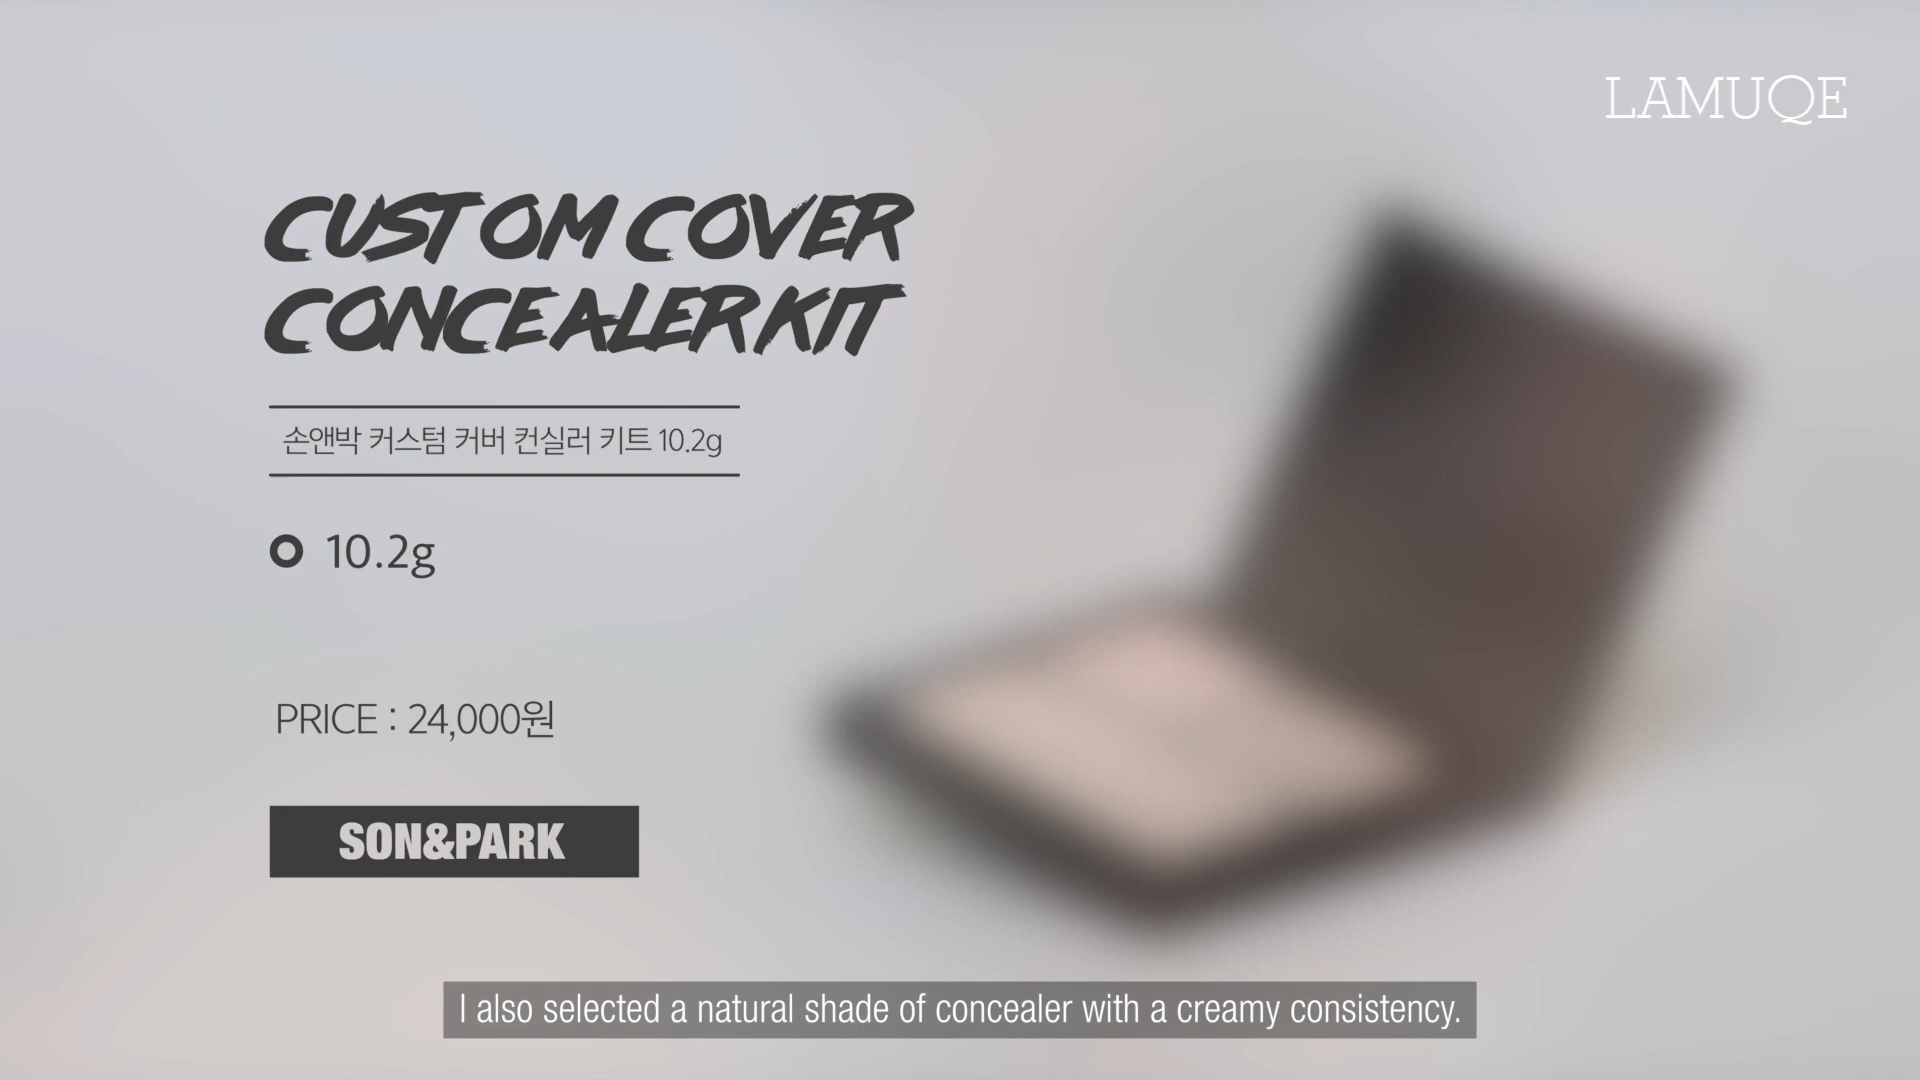 LAMUQE
CUSTOM COVER
CONCEALER KIT
손앤박 커스텀 커버 컨실러 키트 10.2g
10.2g
PRICE : 24,000원
SON&PARK
I also selected a natural shade of concealer with a creamy consistency.